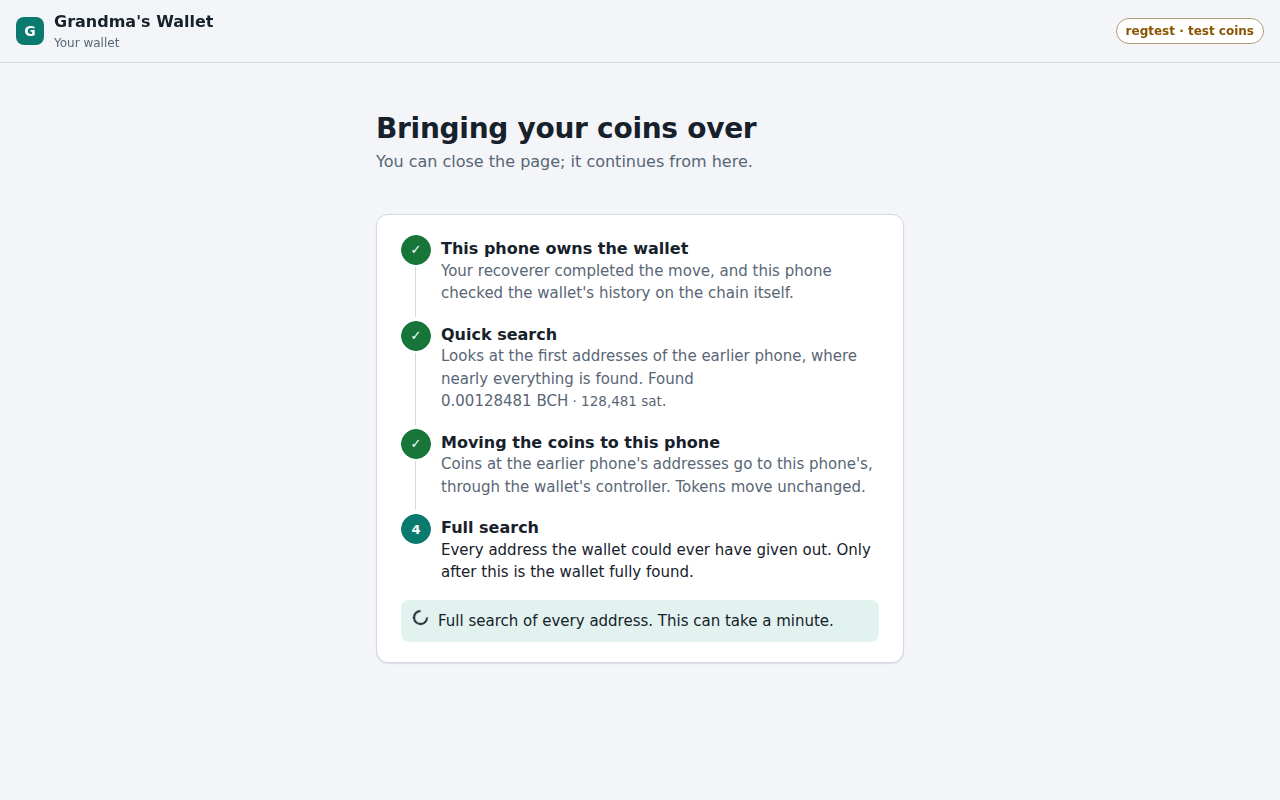 G
Grandma's Wallet
Your wallet
regtest · test coins
Bringing your coins over
You can close the page; it continues from here.
✓
This phone owns the wallet
Your recoverer completed the move, and this phone
checked the wallet's history on the chain itself.
✓
Quick search
Looks at the first addresses of the earlier phone, where
nearly everything is found. Found
0.00128481 BCH · 128,481 sat.
✓
Moving the coins to this phone
Coins at the earlier phone's addresses go to this phone's,
through the wallet's controller. Tokens move unchanged.
4
Full search
Every address the wallet could ever have given out. Only
after this is the wallet fully found.
Full search of every address. This can take a minute.